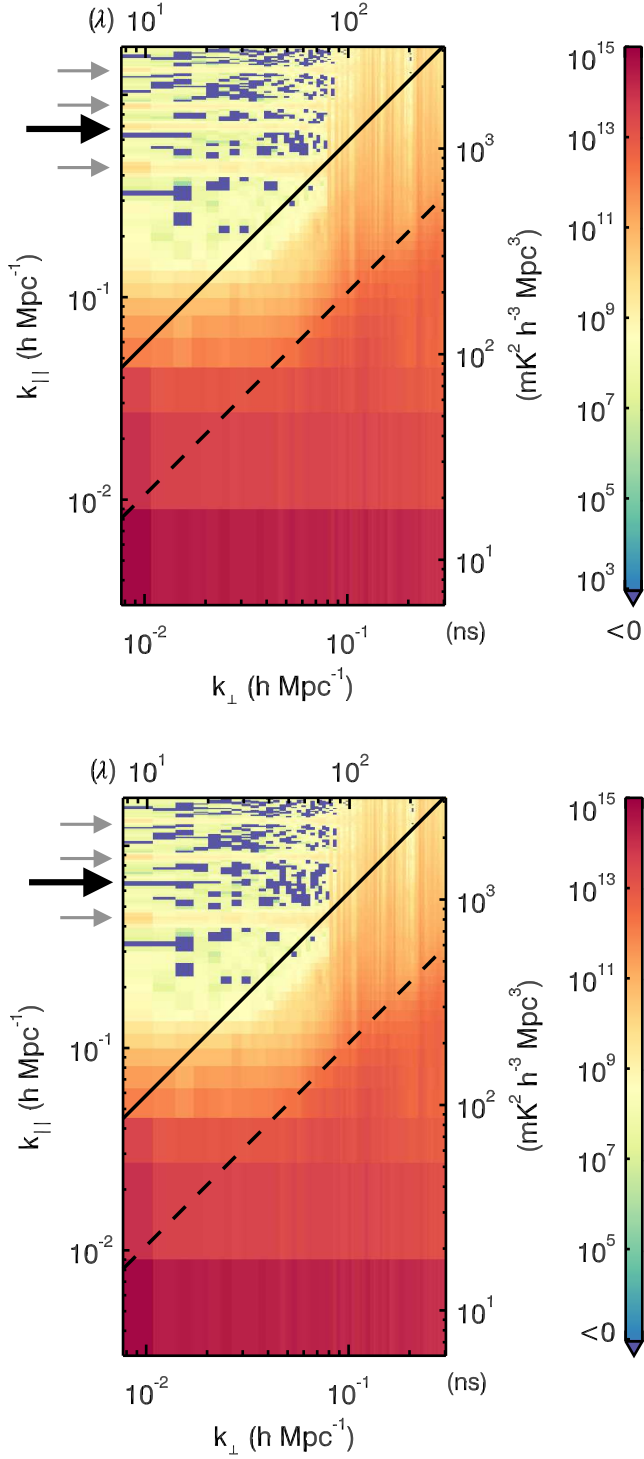 (λ) 10^1 10^2
10^15
10^13
10^11
10^9
10^7
10^5
10^3
<0
10^3
10^2
10^1
(ns)
(mK^2 h^-3 Mpc^3)
10^-1
10^-2
k_|| (h Mpc^-1)
10^-2 10^-1
k_⊥ (h Mpc^-1)
(λ) 10^1 10^2
10^15
10^13
10^11
10^9
10^7
10^5
<0
10^3
10^2
10^1
(ns)
(mK^2 h^-3 Mpc^3)
10^-1
10^-2
k_|| (h Mpc^-1)
10^-2 10^-1
k_⊥ (h Mpc^-1)